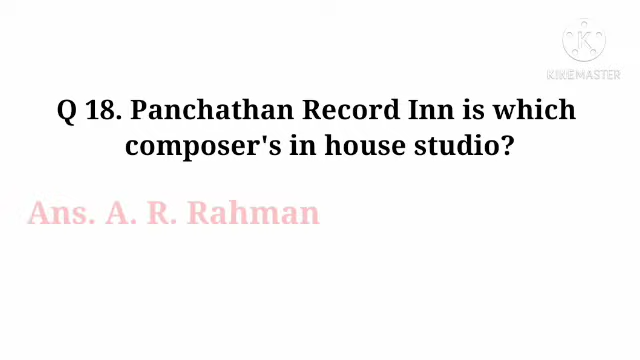 K
KINEMASTER
Q 18. Panchathan Record Inn is which
composer's in house studio?
Ans. A. R. Rahman